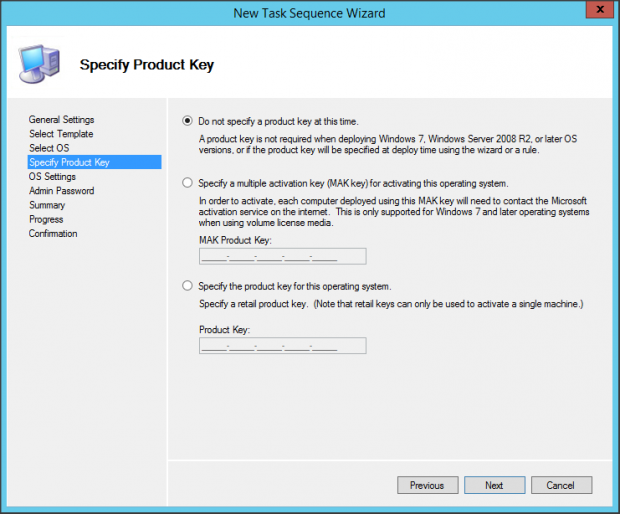 New Task Sequence Wizard
x
Specify Product Key
General Settings
Select Template
Select OS
Specify Product Key
OS Settings
Admin Password
Summary
Progress
Confirmation
Do not specify a product key at this time.
A product key is not required when deploying Windows 7, Windows Server 2008 R2, or later OS
versions, or if the product key will be specified at deploy time using the wizard or a rule.
Specify a multiple activation key (MAK key) for activating this operating system.
In order to activate, each computer deployed using this MAK key will need to contact the Microsoft
activation service on the internet.  This is only supported for Windows 7 and later operating systems
when using volume license media.
MAK Product Key:
_____-_____-_____-_____-_____
Specify the product key for this operating system.
Specify a retail product key.  (Note that retail keys can only be used to activate a single machine.)
Product Key:
_____-_____-_____-_____-_____
Previous
Next
Cancel